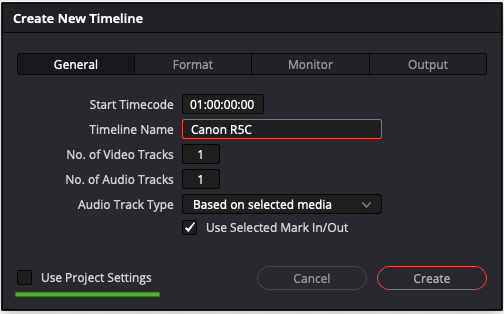 Create New Timeline
General Format Monitor Output
Start Timecode 01:00:00:00
Timeline Name Canon R5C
No. of Video Tracks 1
No. of Audio Tracks 1
Audio Track Type Based on selected media
Use Selected Mark In/Out
Use Project Settings Cancel Create